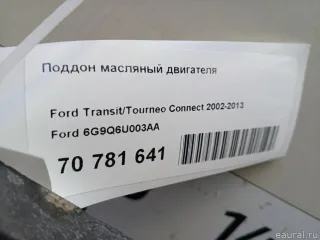 Поддон масляный двигателя
Ford Transit/Tourneo Connect 2002-2013
Ford 6G9Q6U003AA
70 781 641
eaural.ru